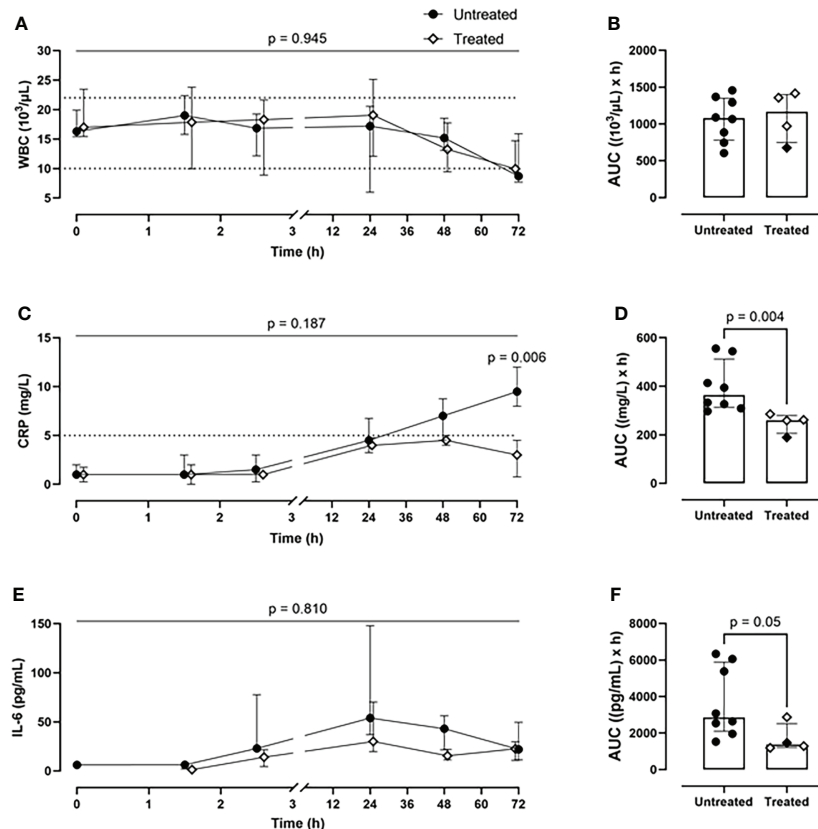 Untreated
Treated
A
p = 0.945
WBC (10³/μL)
30
25
20
15
10
5
0 1 2 3 12 24 36 48 60 72
Time (h)
B
AUC ((10³/μL) x h)
2000
1500
1000
500
0
Untreated Treated
C
p = 0.187
p = 0.006
CRP (mg/L)
15
10
5
0
0 1 2 3 12 24 36 48 60 72
Time (h)
D
p = 0.004
AUC ((mg/L) x h)
600
400
200
0
Untreated Treated
E
p = 0.810
IL-6 (pg/mL)
150
100
50
0
0 1 2 3 12 24 36 48 60 72
Time (h)
F
p = 0.05
AUC ((pg/mL) x h)
8000
6000
4000
2000
0
Untreated Treated